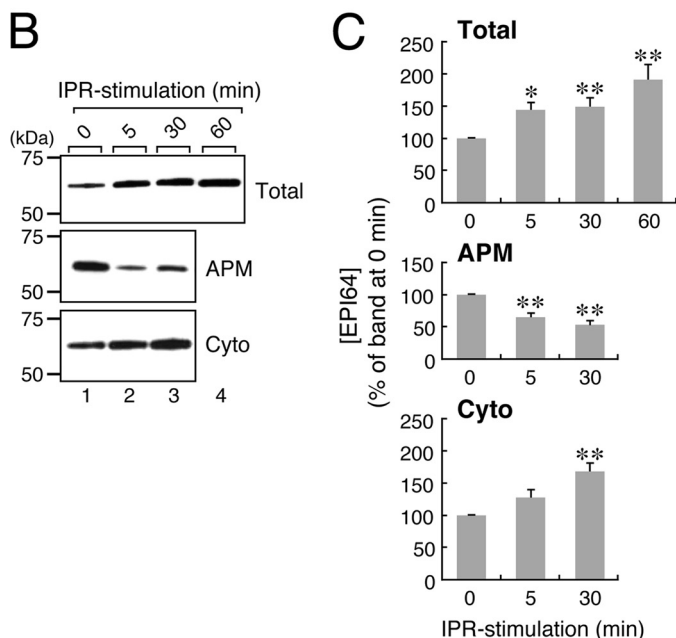 B
IPR-stimulation (min)
(kDa)
0 5 30 60
75
50
Total
75
50
APM
75
50
Cyto
1 2 3 4
C
Total
[EPI64]
(% of band at 0 min)
250
200
150
100
50
0
* ** **
0 5 30 60
APM
150
100
50
0
** **
0 5 30
Cyto
250
200
150
100
50
0
**
0 5 30
IPR-stimulation (min)